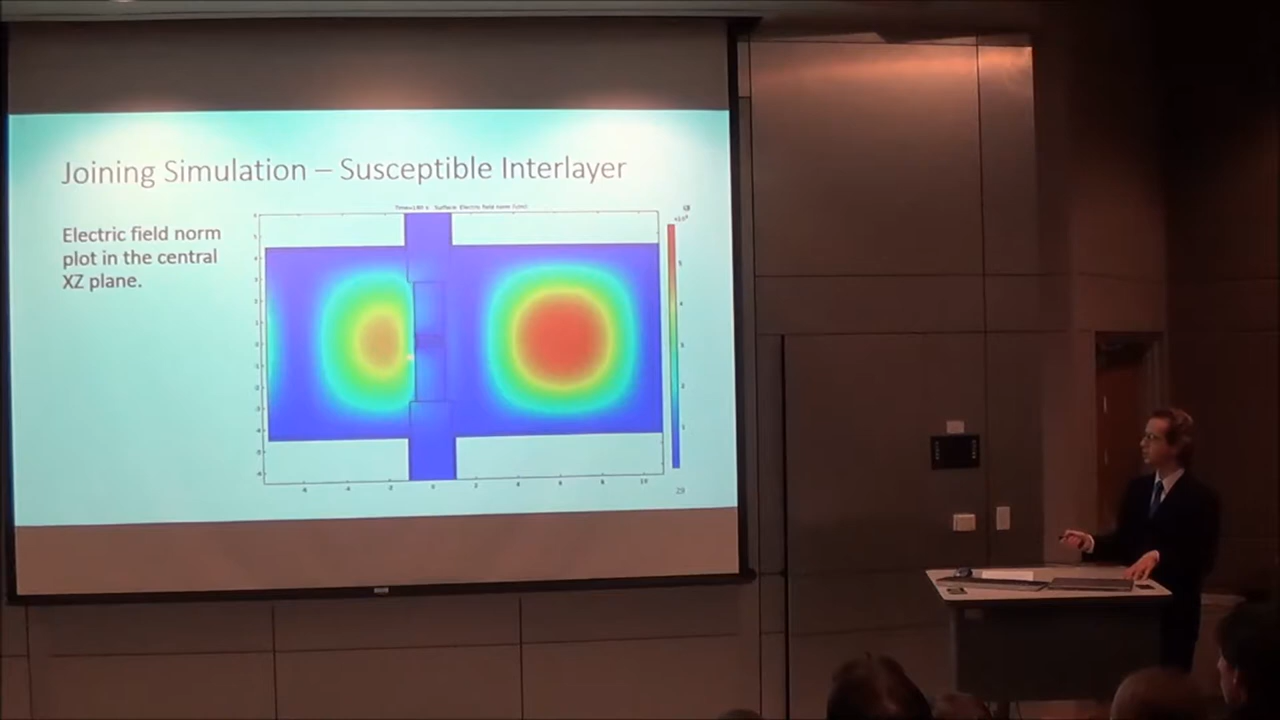 Joining Simulation – Susceptible Interlayer
Electric field norm
plot in the central
XZ plane.